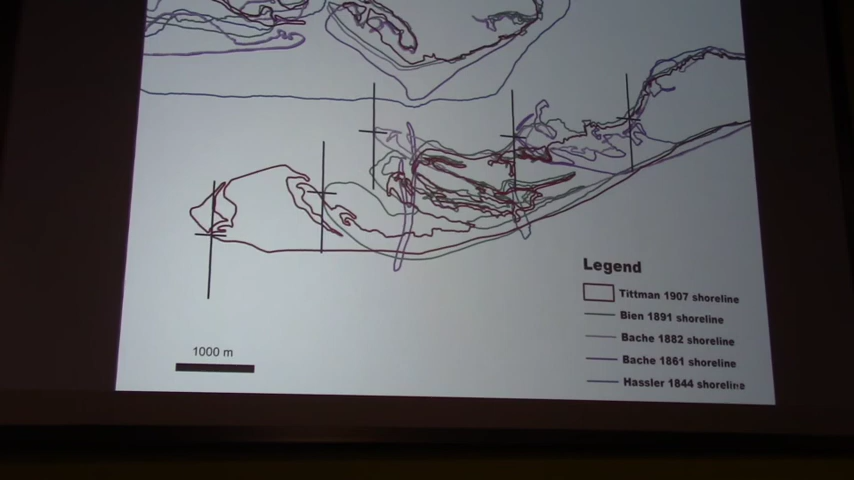 Legend
Tittman 1907 shoreline
Bien 1891 shoreline
Bache 1882 shoreline
Bache 1861 shoreline
Hassler 1844 shoreline
1000 m